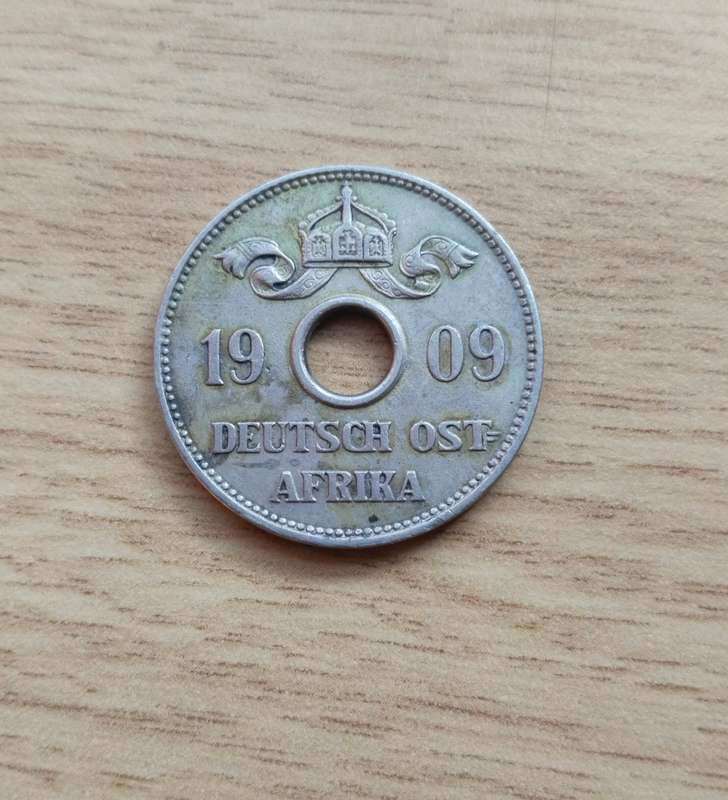 19 09
DEUTSCH OST-
AFRIKA